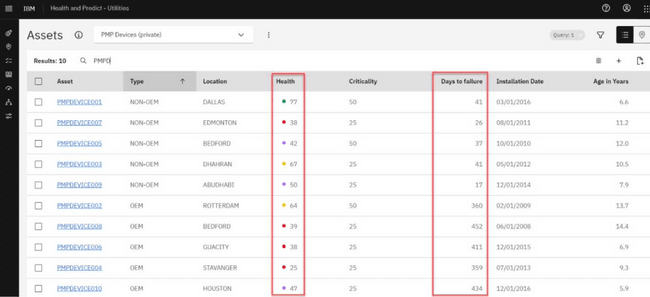 IBM Health and Predict - Utilities
Assets PMP Devices (private) Query: 1
Results: 10 PMPD
Asset Type Location Health Criticality Days to failure Installation Date Age in Years
PMPDEVICE001 NON-OEM DALLAS 77 50 41 03/01/2016 6.6
PMPDEVICE007 NON-OEM EDMONTON 38 25 26 08/01/2011 11.2
PMPDEVICE005 NON-OEM BEDFORD 42 50 37 10/01/2010 12.0
PMPDEVICE003 NON-OEM DHAHRAN 67 25 41 05/01/2012 10.5
PMPDEVICE009 NON-OEM ABUDHABI 50 25 17 12/01/2014 7.9
PMPDEVICE002 OEM ROTTERDAM 64 50 360 02/01/2009 13.7
PMPDEVICE008 OEM BEDFORD 39 25 452 06/01/2008 14.4
PMPDEVICE006 OEM GUACITY 38 25 411 12/01/2015 6.9
PMPDEVICE004 OEM STAVANGER 25 25 359 07/01/2013 9.3
PMPDEVICE010 OEM HOUSTON 47 25 434 12/01/2016 5.9